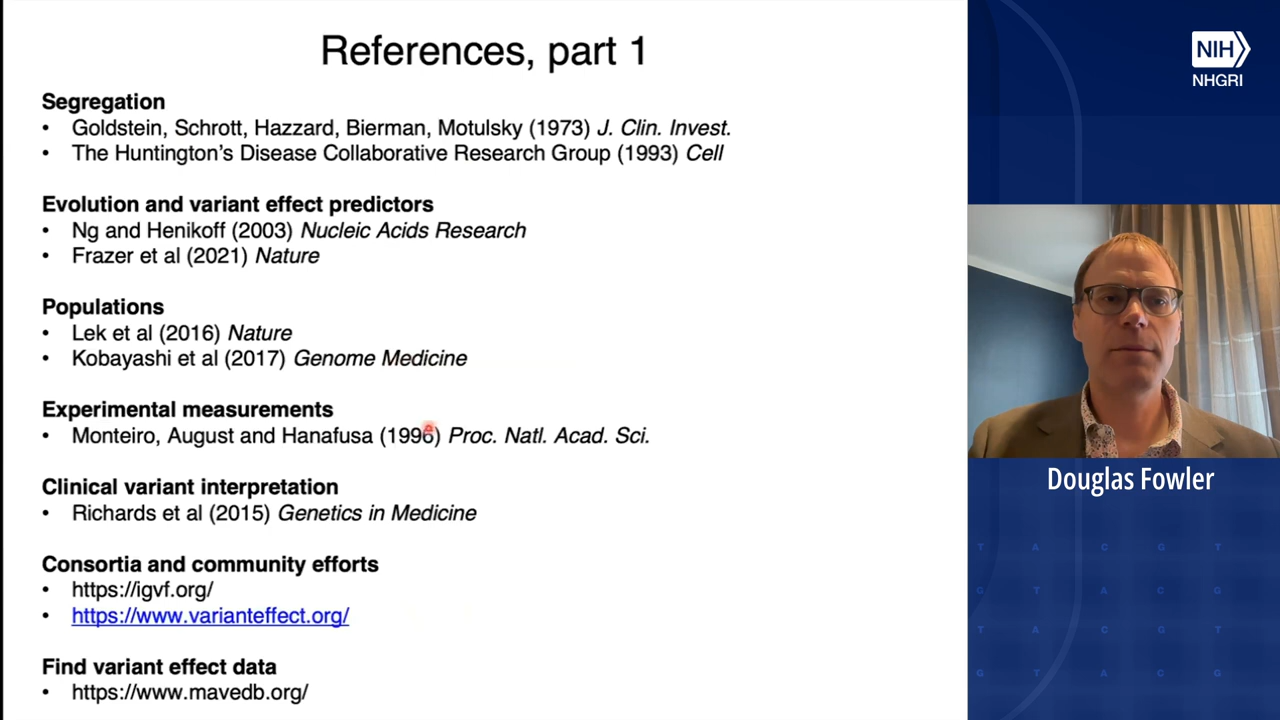 References, part 1
Segregation
• Goldstein, Schrott, Hazzard, Bierman, Motulsky (1973) J. Clin. Invest.
• The Huntington's Disease Collaborative Research Group (1993) Cell
Evolution and variant effect predictors
• Ng and Henikoff (2003) Nucleic Acids Research
• Frazer et al (2021) Nature
Populations
• Lek et al (2016) Nature
• Kobayashi et al (2017) Genome Medicine
Experimental measurements
• Monteiro, August and Hanafusa (1996) Proc. Natl. Acad. Sci.
Clinical variant interpretation
• Richards et al (2015) Genetics in Medicine
Consortia and community efforts
• https://igvf.org/
• https://www.varianteffect.org/
Find variant effect data
• https://www.mavedb.org/
NIH
NHGRI
Douglas Fowler
T A C G T
G T A C G
T A C G T
G T A C G